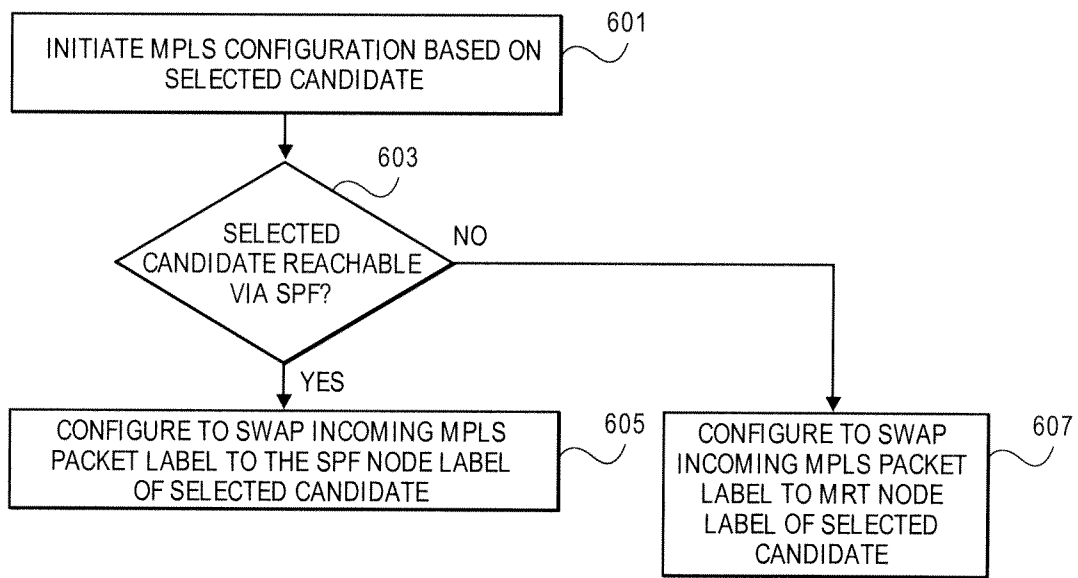 601
INITIATE MPLS CONFIGURATION BASED ON
SELECTED CANDIDATE
603
SELECTED
CANDIDATE REACHABLE
VIA SPF?
NO
YES
605
CONFIGURE TO SWAP INCOMING MPLS
PACKET LABEL TO THE SPF NODE LABEL
OF SELECTED CANDIDATE
607
CONFIGURE TO SWAP
INCOMING MPLS PACKET
LABEL TO MRT NODE
LABEL OF SELECTED
CANDIDATE